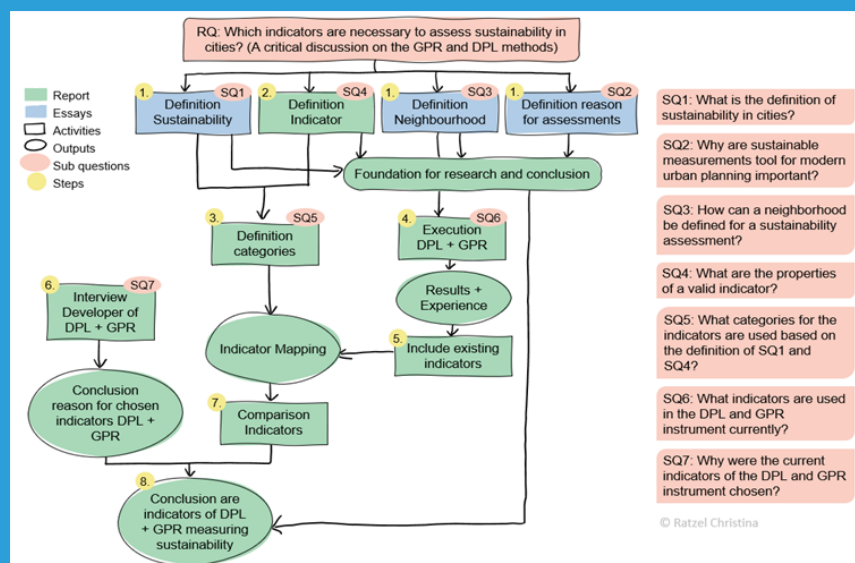 RQ: Which indicators are necessary to assess sustainability in
cities? (A critical discussion on the GPR and DPL methods)
Report
Essays
Activities
Outputs
Sub questions
Steps
1.
SQ1
Definition
Sustainability
2.
SQ4
Definition
Indicator
1.
SQ3
Definition
Neighbourhood
1.
SQ2
Definition reason
for assessments
Foundation for research and conclusion
3.
SQ5
Definition
categories
4.
SQ6
Execution
DPL + GPR
6.
SQ7
Interview
Developer of
DPL + GPR
Results +
Experience
Indicator Mapping
5.
Include existing
indicators
Conclusion
reason for chosen
indicators DPL +
GPR
7.
Comparison
Indicators
8.
Conclusion are
indicators of DPL
+ GPR measuring
sustainability
SQ1: What is the definition of
sustainability in cities?
SQ2: Why are sustainable
measurements tool for modern
urban planning important?
SQ3: How can a neighborhood
be defined for a sustainability
assessment?
SQ4: What are the properties
of a valid indicator?
SQ5: What categories for the
indicators are used based on
the definition of SQ1 and
SQ4?
SQ6: What indicators are used
in the DPL and GPR
instrument currently?
SQ7: Why were the current
indicators of the DPL and GPR
instrument chosen?
© Ratzel Christina